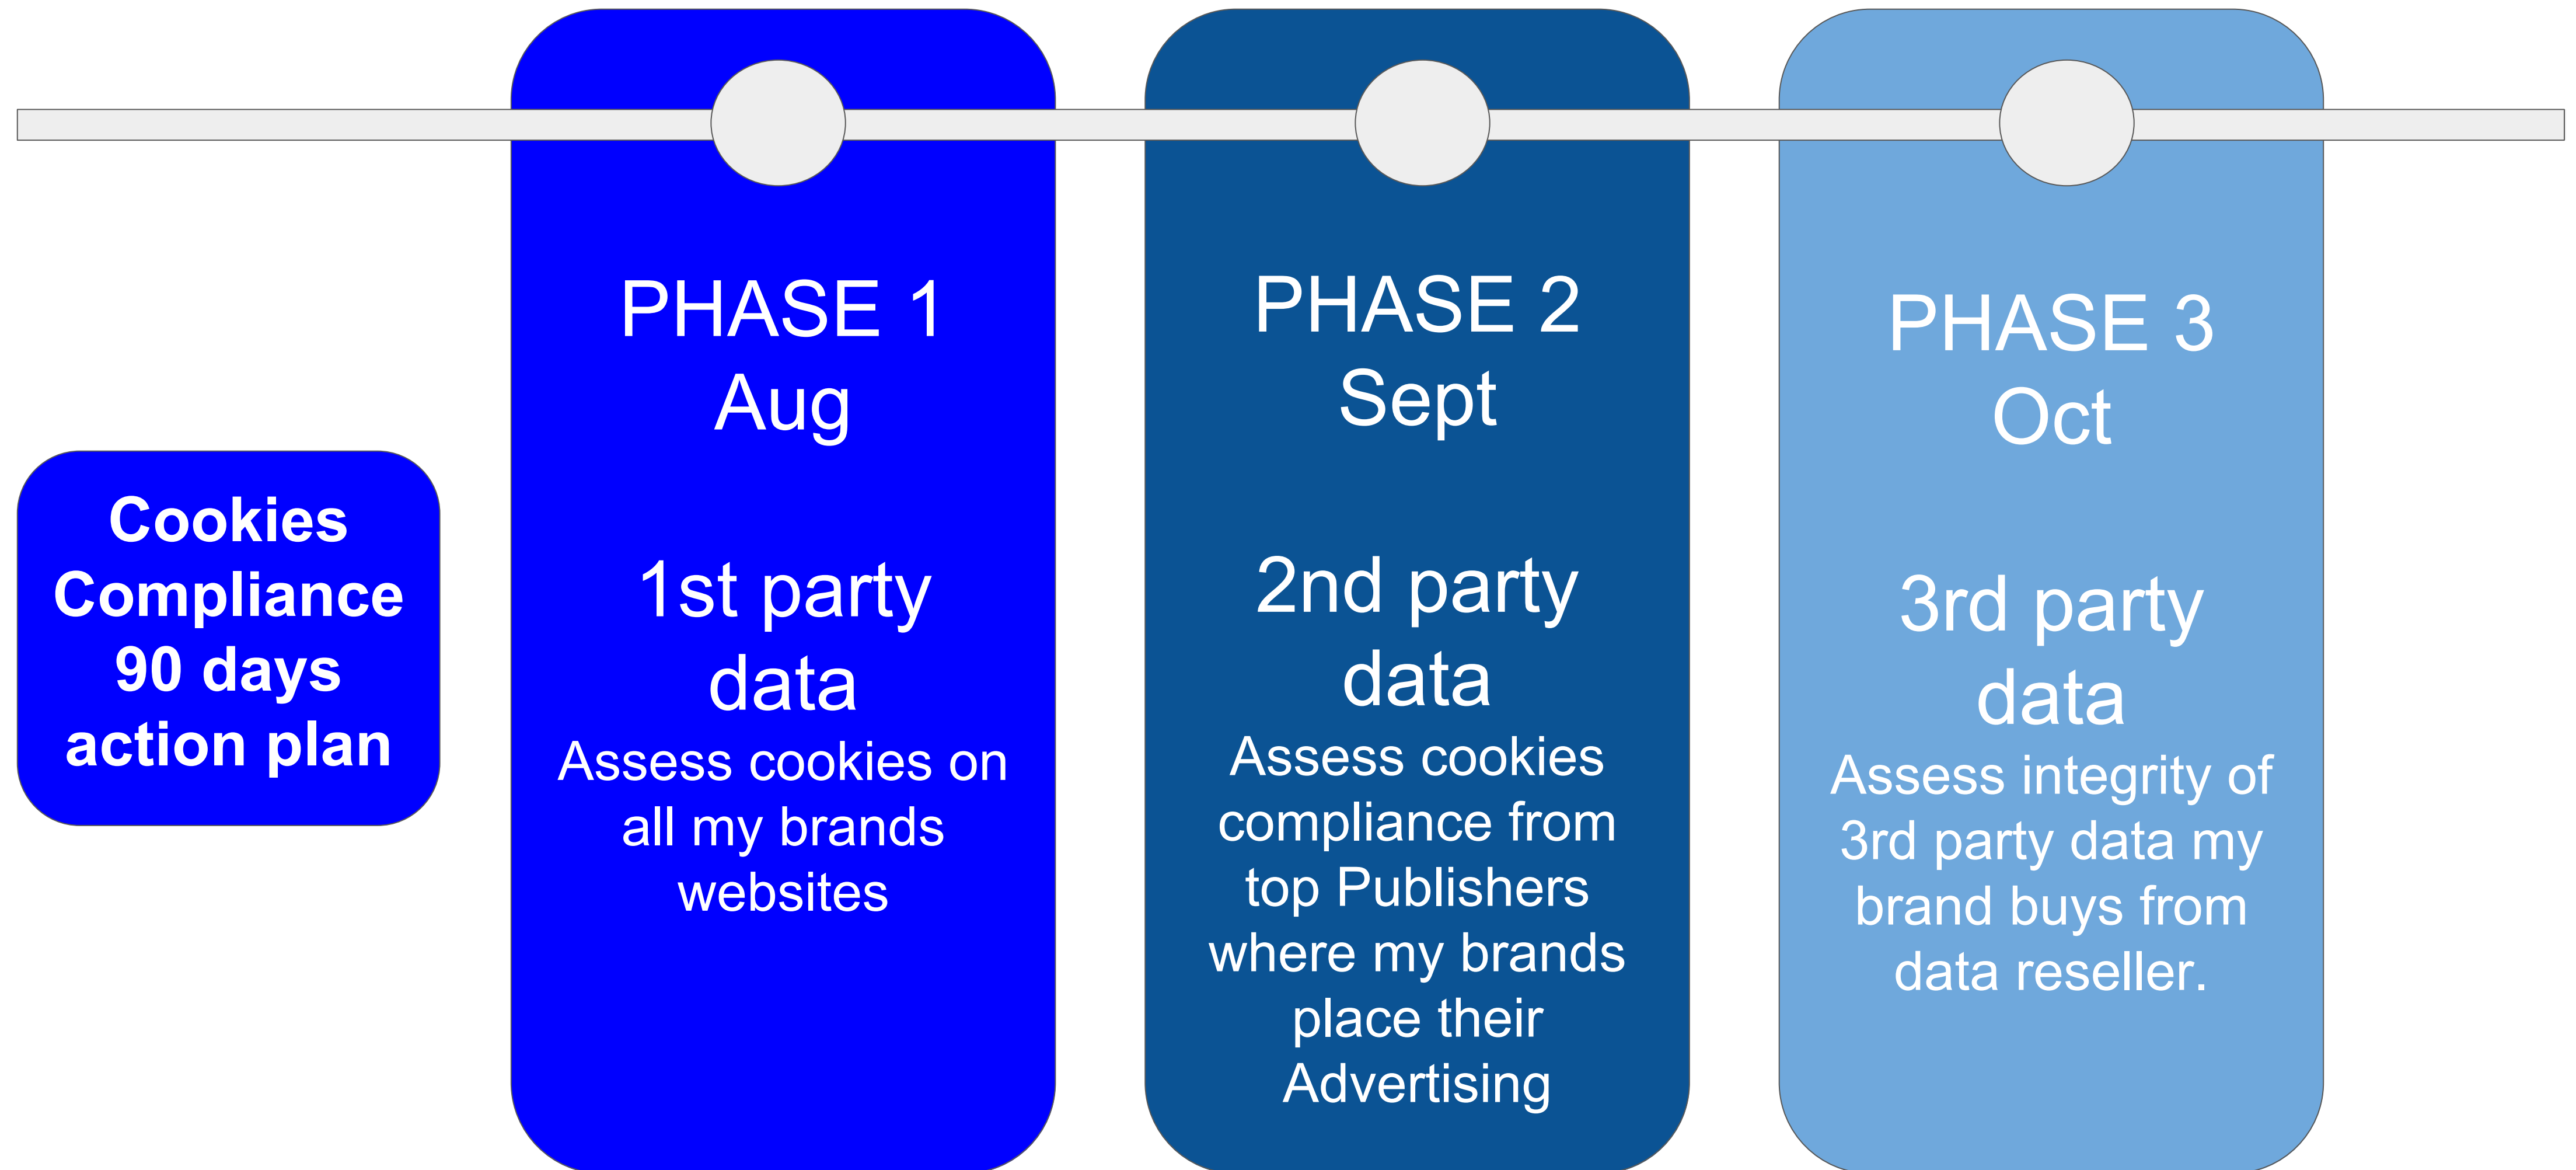 Cookies
Compliance
90 days
action plan
PHASE 1
Aug
1st party
data
Assess cookies on
all my brands
websites
PHASE 2
Sept
2nd party
data
Assess cookies
compliance from
top Publishers
where my brands
place their
Advertising
PHASE 3
Oct
3rd party
data
Assess integrity of
3rd party data my
brand buys from
data reseller.